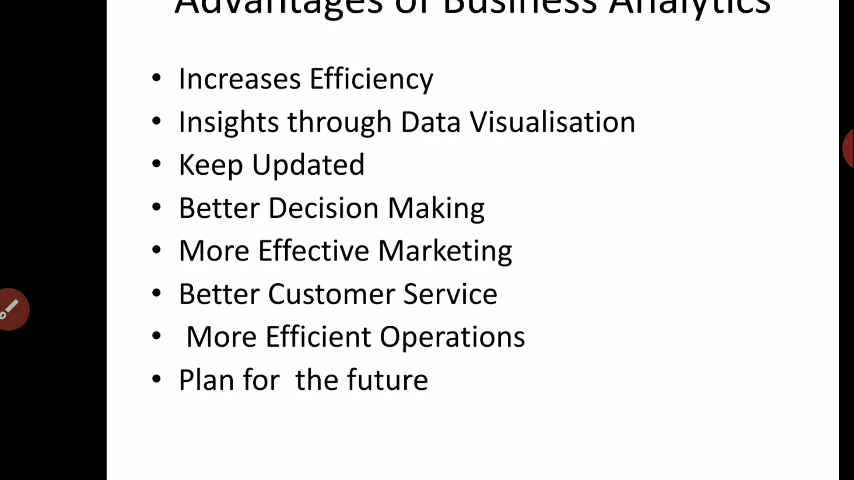 Advantages of Business Analytics
• Increases Efficiency
• Insights through Data Visualisation
• Keep Updated
• Better Decision Making
• More Effective Marketing
• Better Customer Service
• More Efficient Operations
• Plan for the future